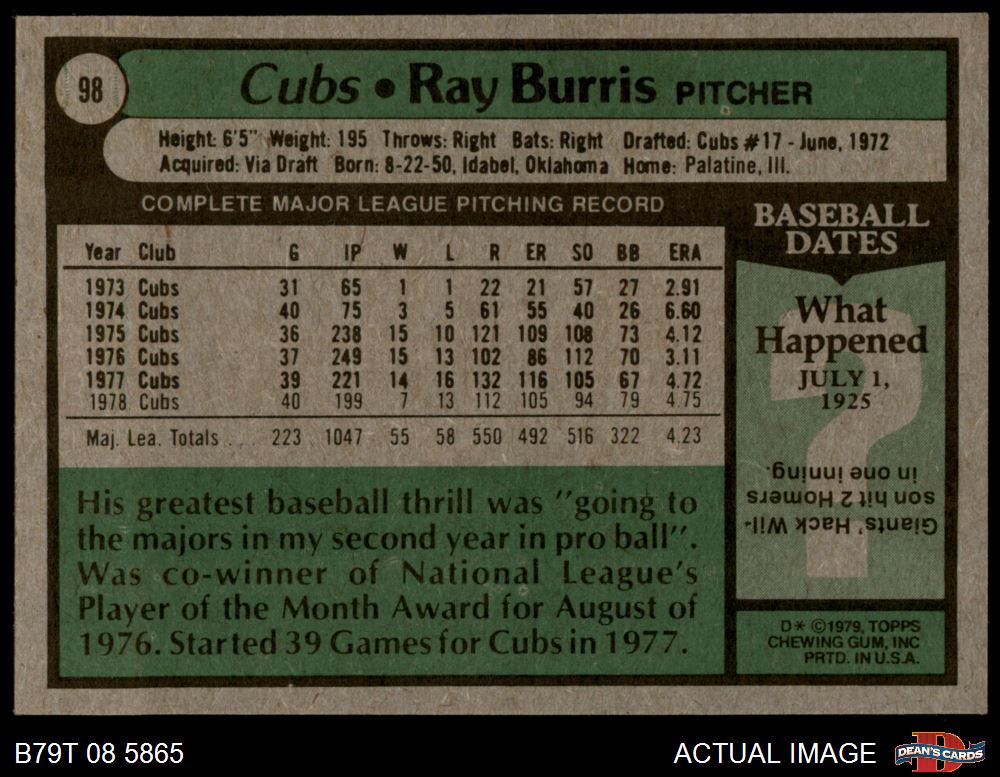 98
Cubs • Ray Burris PITCHER
Height: 6'5" Weight: 195 Throws: Right Bats: Right Drafted: Cubs #17 - June, 1972
Acquired: Via Draft Born: 8-22-50, Idabel, Oklahoma Home: Palatine, Ill.
COMPLETE MAJOR LEAGUE PITCHING RECORD
Year Club G IP W L R ER SO BB ERA
1973 Cubs 31 65 1 1 22 21 57 27 2.91
1974 Cubs 40 75 3 5 61 55 40 26 6.60
1975 Cubs 36 238 15 10 121 109 108 73 4.12
1976 Cubs 37 249 15 13 102 86 112 70 3.11
1977 Cubs 39 221 14 16 132 116 105 67 4.72
1978 Cubs 40 199 7 13 112 105 94 79 4.75
Maj. Lea. Totals . . . 223 1047 55 58 550 492 516 322 4.23
His greatest baseball thrill was "going to
the majors in my second year in pro ball".
Was co-winner of National League's
Player of the Month Award for August of
1976. Started 39 Games for Cubs in 1977.
BASEBALL
DATES
What
Happened
JULY 1,
1925
?
Giants' Hack Wil-
son hit 2 Homers
in one inning.
D* ©1979, TOPPS
CHEWING GUM, INC
PRTD. IN U.S.A.
B79T 08 5865
ACTUAL IMAGE
D
DEAN'S CARDS